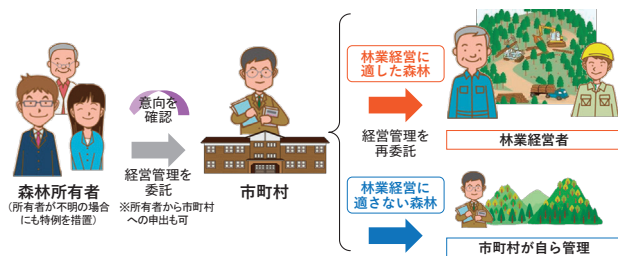 意向を
確認
経営管理を
委託
※所有者から市町村
への申出も可
森林所有者
(所有者が不明の場合
にも特例を措置)
市町村
林業経営に
適した森林
経営管理を
再委託
林業経営者
林業経営に
適さない森林
市町村が自ら管理